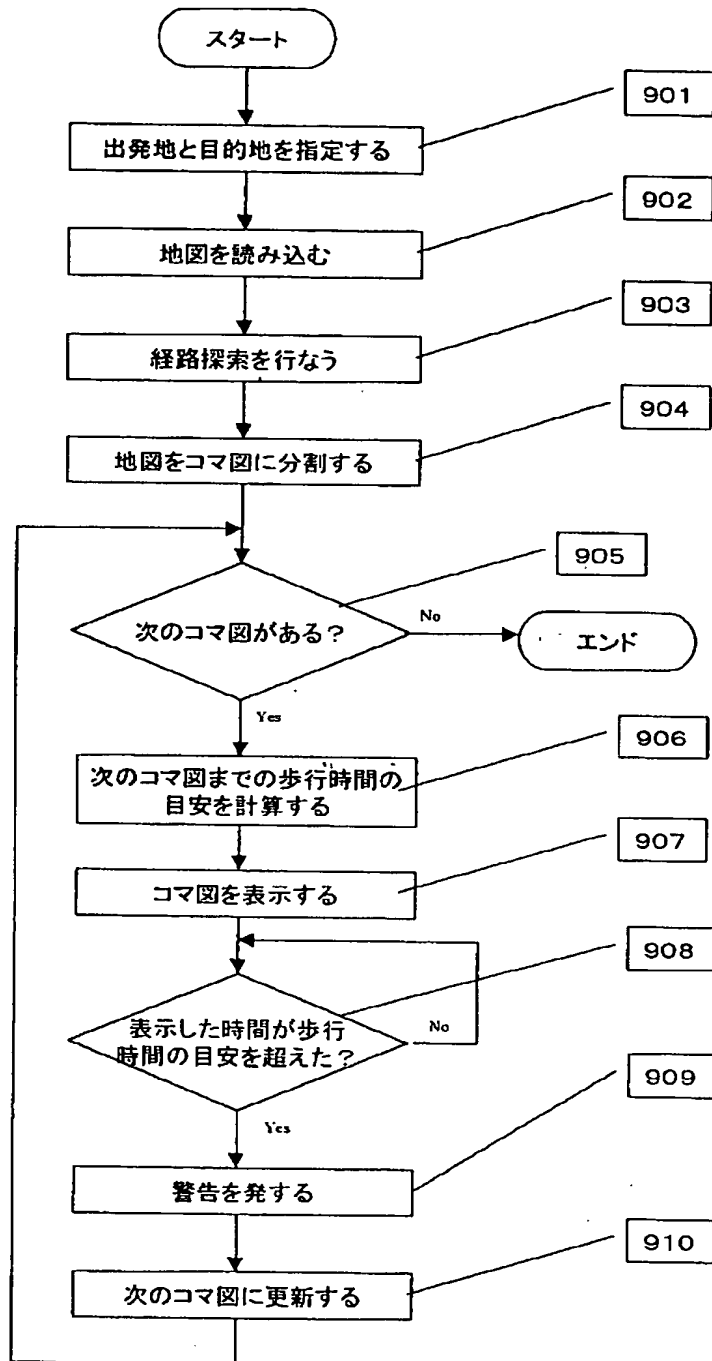 スタート
901
出発地と目的地を指定する
902
地図を読み込む
903
経路探索を行なう
904
地図をコマ図に分割する
905
次のコマ図がある？
No
エンド
Yes
906
次のコマ図までの歩行時間の
目安を計算する
907
コマ図を表示する
908
表示した時間が歩行
時間の目安を超えた？
No
909
Yes
警告を発する
910
次のコマ図に更新する